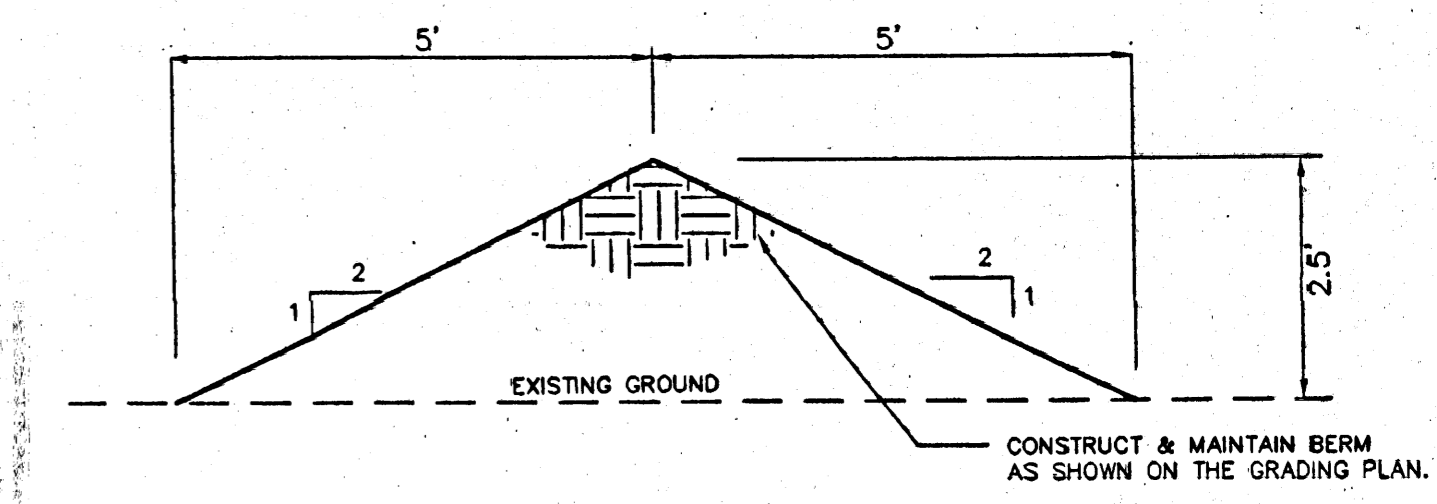 5' 5'
2
1
2
1
2.5'
EXISTING GROUND
CONSTRUCT & MAINTAIN BERM
AS SHOWN ON THE GRADING PLAN.